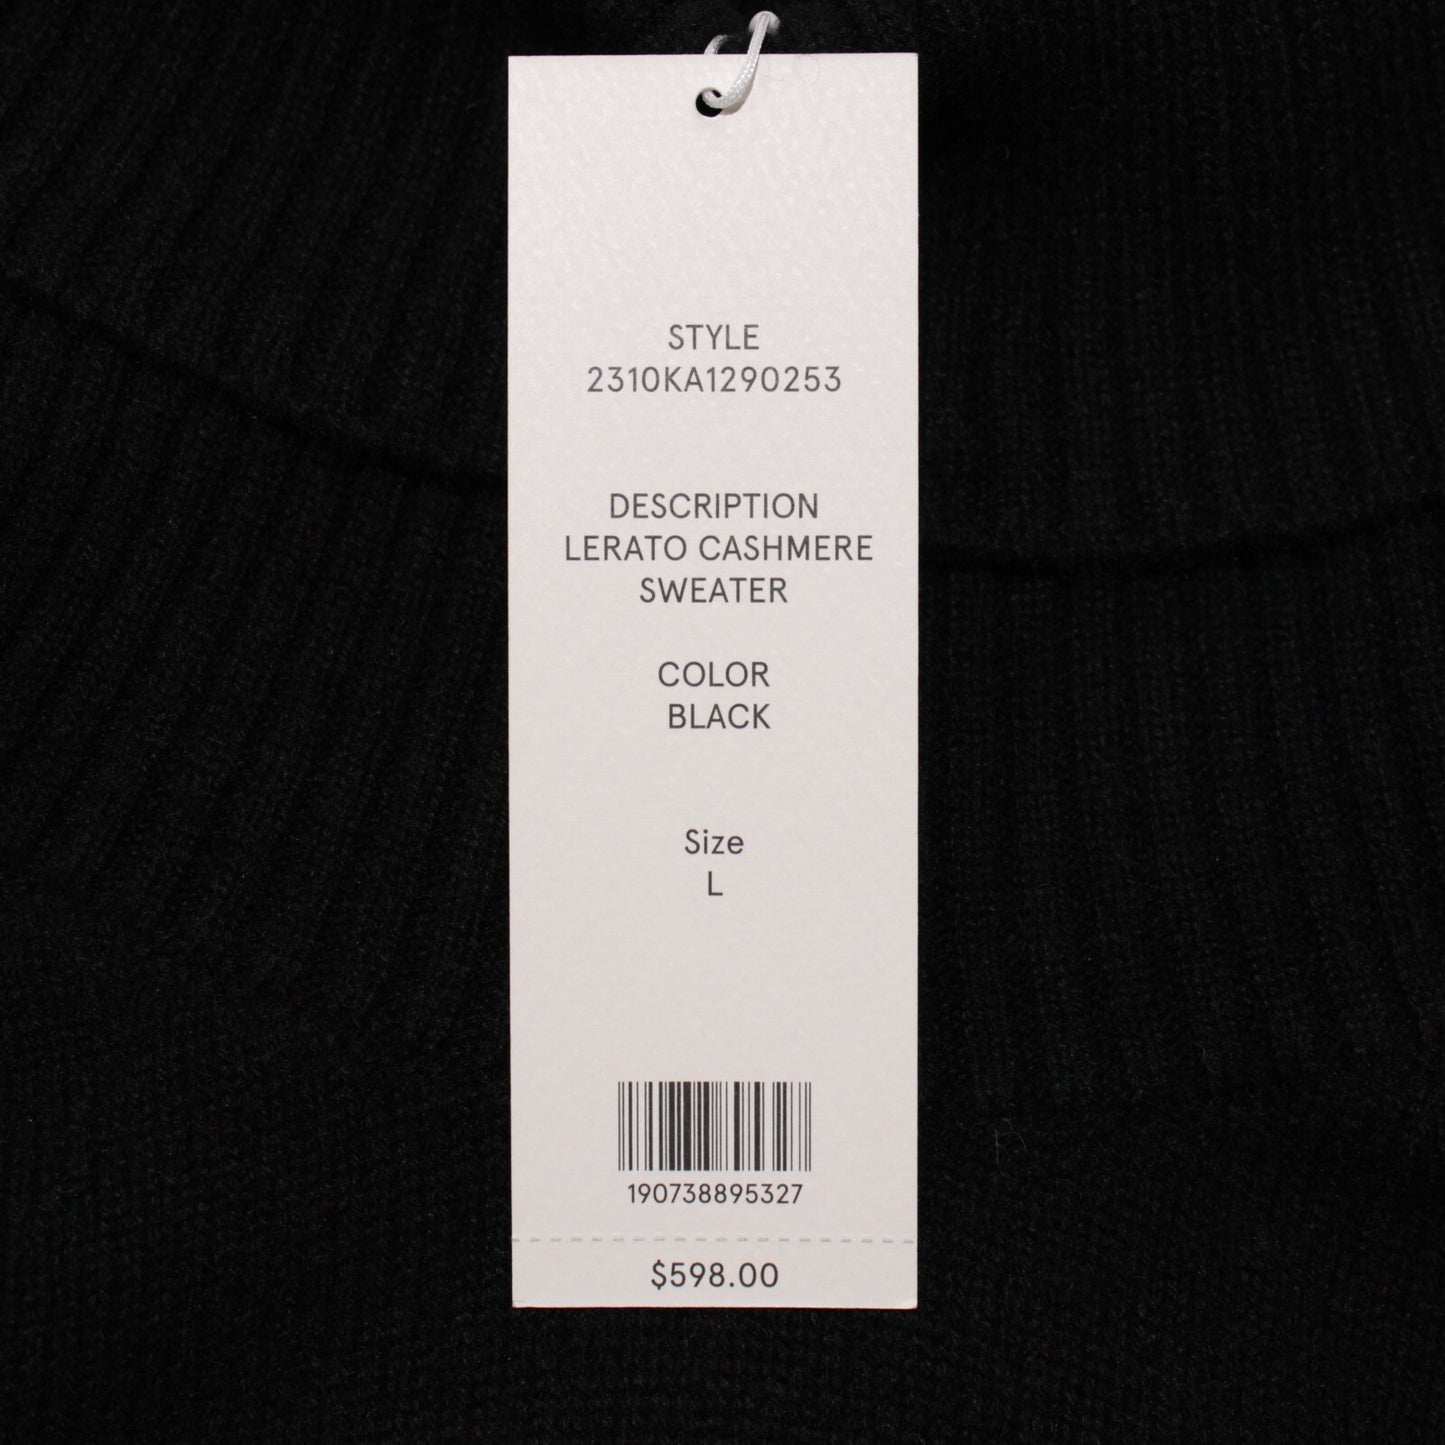 STYLE
2310KA1290253
DESCRIPTION
LERATO CASHMERE
SWEATER
COLOR
BLACK
Size
L
190738895327
$598.00